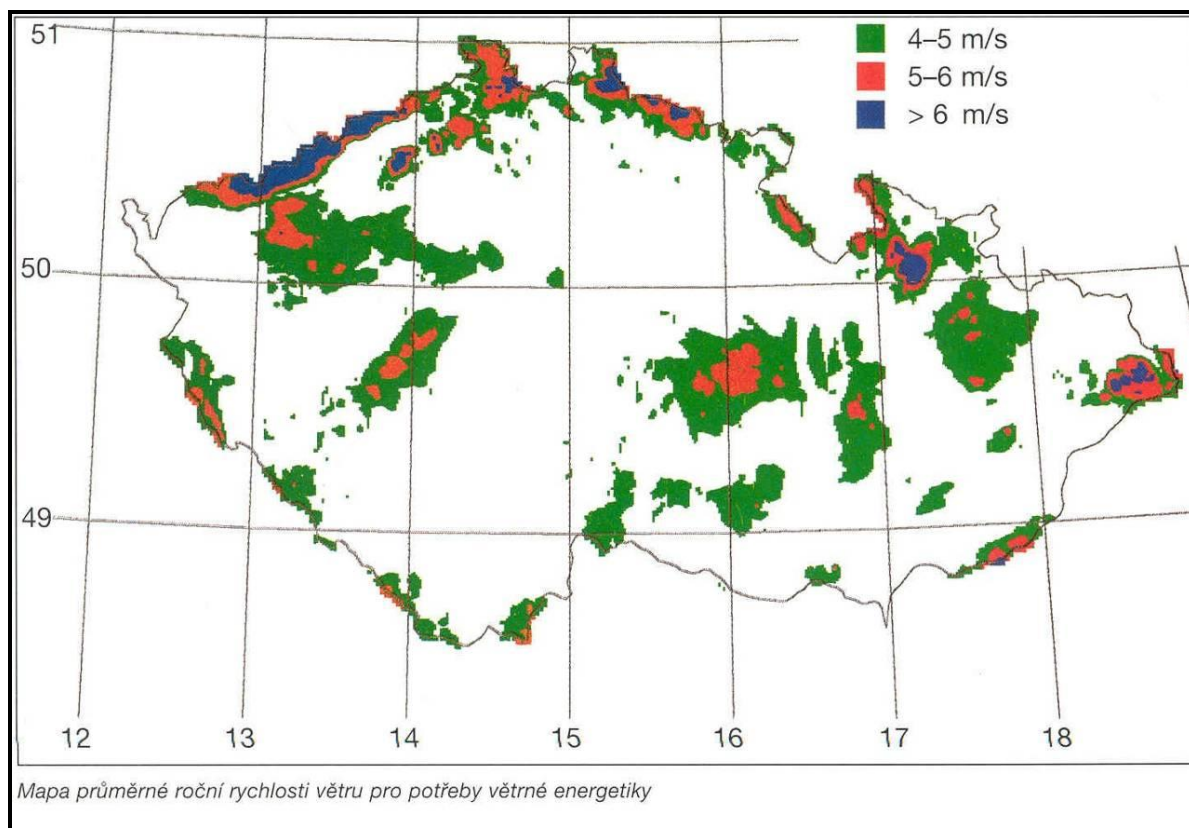 51
4–5 m/s
5–6 m/s
> 6 m/s
50
49
12 13 14 15 16 17 18
Mapa průměrné roční rychlosti větru pro potřeby větrné energetiky